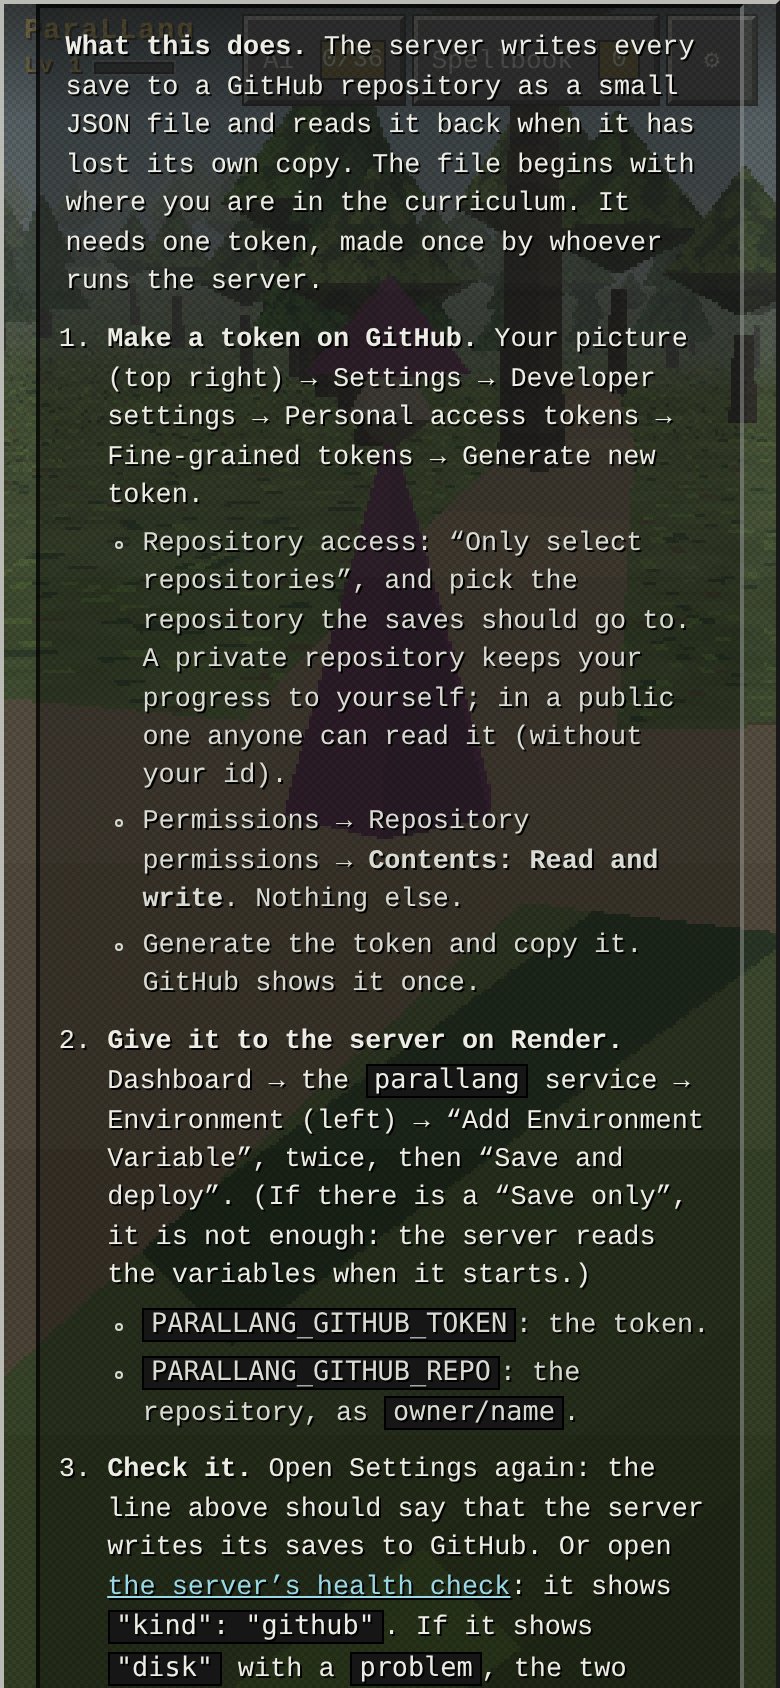 ParaLLang
Lv 1
AI 0/36
Spellbook 0
What this does. The server writes every
save to a GitHub repository as a small
JSON file and reads it back when it has
lost its own copy. The file begins with
where you are in the curriculum. It
needs one token, made once by whoever
runs the server.
1. Make a token on GitHub. Your picture
(top right) → Settings → Developer
settings → Personal access tokens →
Fine-grained tokens → Generate new
token.
Repository access: “Only select
repositories”, and pick the
repository the saves should go to.
A private repository keeps your
progress to yourself; in a public
one anyone can read it (without
your id).
Permissions → Repository
permissions → Contents: Read and
write. Nothing else.
Generate the token and copy it.
GitHub shows it once.
2. Give it to the server on Render.
Dashboard → the parallang service →
Environment (left) → “Add Environment
Variable”, twice, then “Save and
deploy”. (If there is a “Save only”,
it is not enough: the server reads
the variables when it starts.)
PARALLANG_GITHUB_TOKEN: the token.
PARALLANG_GITHUB_REPO: the
repository, as owner/name.
3. Check it. Open Settings again: the
line above should say that the server
writes its saves to GitHub. Or open
the server’s health check: it shows
"kind": "github". If it shows
"disk" with a problem, the two